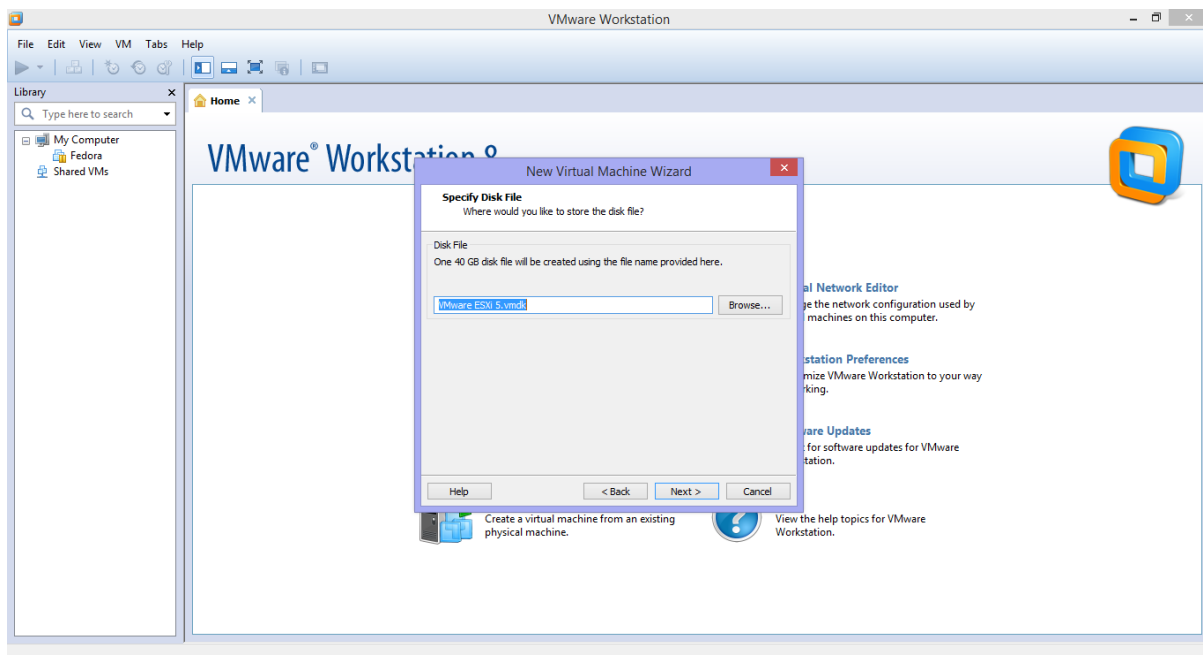 VMware Workstation
File Edit View VM Tabs Help
Library
Type here to search
My Computer
Fedora
Shared VMs
Home
VMware® Workstation 8
New Virtual Machine Wizard
Specify Disk File
Where would you like to store the disk file?
Disk File
One 40 GB disk file will be created using the file name provided here.
VMware ESXi 5.vmdk
Browse...
Help
< Back
Next >
Cancel
al Network Editor
ge the network configuration used by
machines on this computer.
station Preferences
mize VMware Workstation to your way
king.
ware Updates
for software updates for VMware
tation.
Create a virtual machine from an existing
physical machine.
View the help topics for VMware
Workstation.